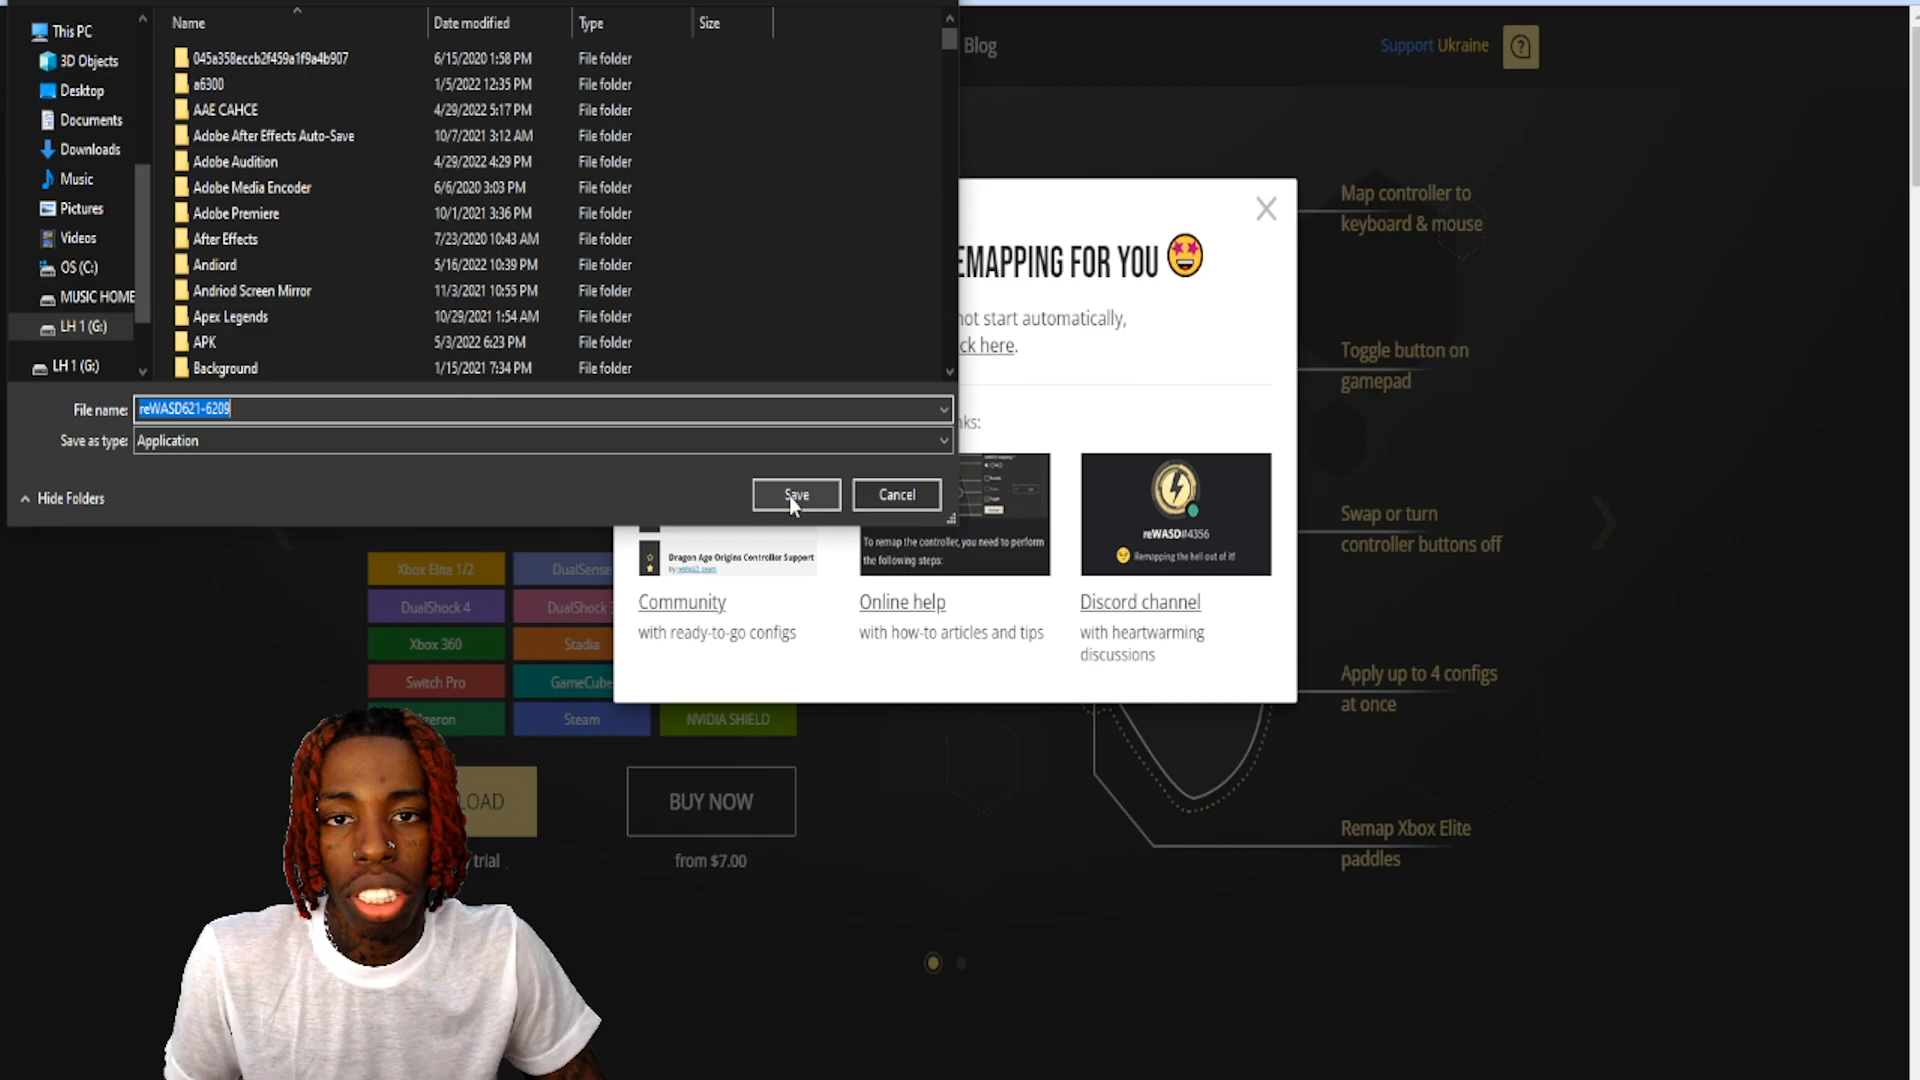 Name
Date modified
Type
Size
This PC
3D Objects
Desktop
Documents
Downloads
Music
Pictures
Videos
OS (C:)
MUSIC HOME
LH 1 (G:)
LH 1 (G:)
045a358eccb2f459a1f9a4b907 6/15/2020 1:58 PM File folder
a6300 1/5/2022 12:35 PM File folder
AAE CAHCE 4/29/2022 5:17 PM File folder
Adobe After Effects Auto-Save 10/7/2021 3:12 AM File folder
Adobe Audition 4/29/2022 4:29 PM File folder
Adobe Media Encoder 6/6/2020 3:03 PM File folder
Adobe Premiere 10/1/2021 3:36 PM File folder
After Effects 7/23/2020 10:43 AM File folder
Andiord 5/16/2022 10:39 PM File folder
Andriod Screen Mirror 11/3/2021 10:55 PM File folder
Apex Legends 10/29/2021 1:54 AM File folder
APK 5/3/2022 6:23 PM File folder
Background 1/15/2021 7:34 PM File folder
File name: reWASD621-6209
Save as type: Application
Hide Folders
Save
Cancel
Blog
Support Ukraine
EMAPPING FOR YOU
not start automatically,
ck here.
nks:
Dragon Age Origins Controller Support
by reWASD_team
To remap the controller, you need to perform
the following steps:
reWASD#4356
Remapping the hell out of it!
Community
with ready-to-go configs
Online help
with how-to articles and tips
Discord channel
with heartwarming
discussions
Xbox Elite 1/2
DualSense
DualShock 4
DualShock 3
Xbox 360
Stadia
Switch Pro
GameCube
zeron
Steam
NVIDIA SHIELD
LOAD
trial
BUY NOW
from $7.00
Map controller to
keyboard & mouse
Toggle button on
gamepad
Swap or turn
controller buttons off
Apply up to 4 configs
at once
Remap Xbox Elite
paddles